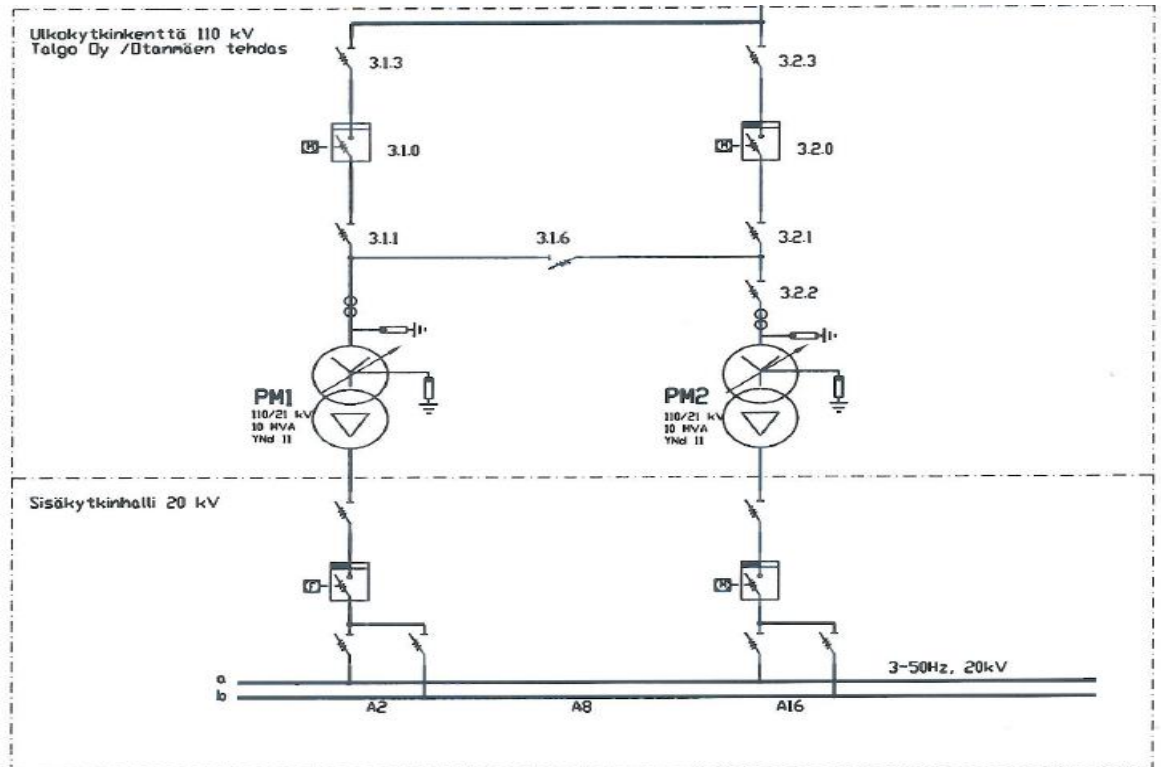 Ulkokytkinkenttä 110 kV
Talgo Oy /Otanmäen tehdas
3.1.3
3.2.3
M
3.1.0
M
3.2.0
3.1.1
3.1.6
3.2.1
3.2.2
PM1
110/21 kV
10 MVA
YNd 11
PM2
110/21 kV
10 MVA
YNd 11
Sisäkytkinhalli 20 kV
F
M
3~50Hz, 20kV
a
b
A2
A8
A16